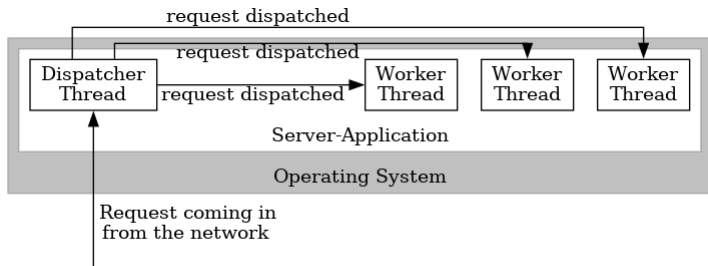 request dispatched
request dispatched
Dispatcher
Thread
request dispatched
Worker
Thread
Worker
Thread
Worker
Thread
Server-Application
Operating System
Request coming in
from the network